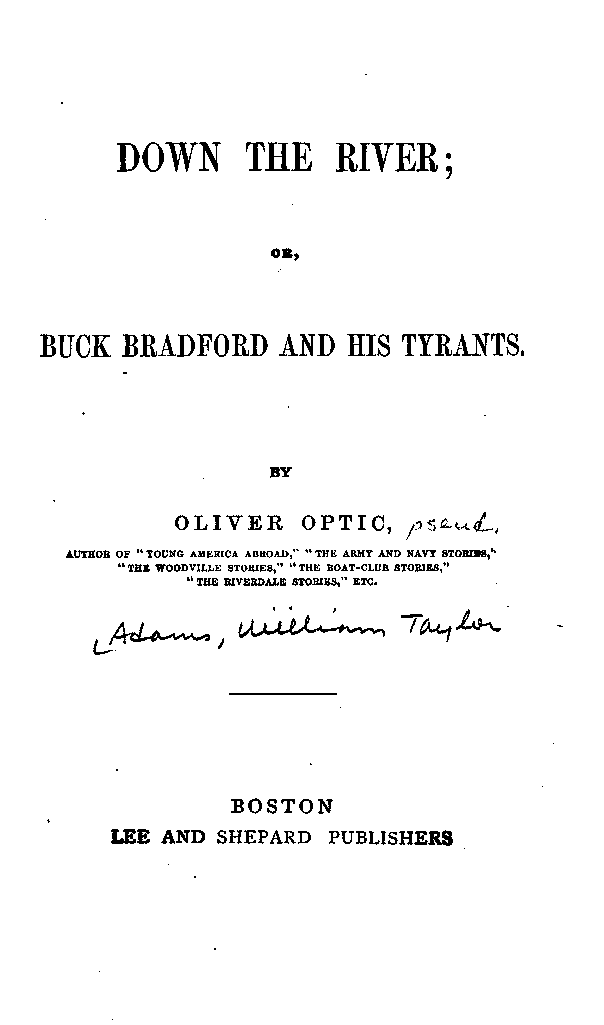 DOWN THE RIVER;
OR,
BUCK BRADFORD AND HIS TYRANTS.
BY
OLIVER OPTIC, pseud.
AUTHOR OF "YOUNG AMERICA ABROAD," "THE ARMY AND NAVY STORIES,"
"THE WOODVILLE STORIES," "THE BOAT-CLUB STORIES,"
"THE RIVERDALE STORIES," ETC.
[Adams, William Taylor
BOSTON
LEE AND SHEPARD PUBLISHERS